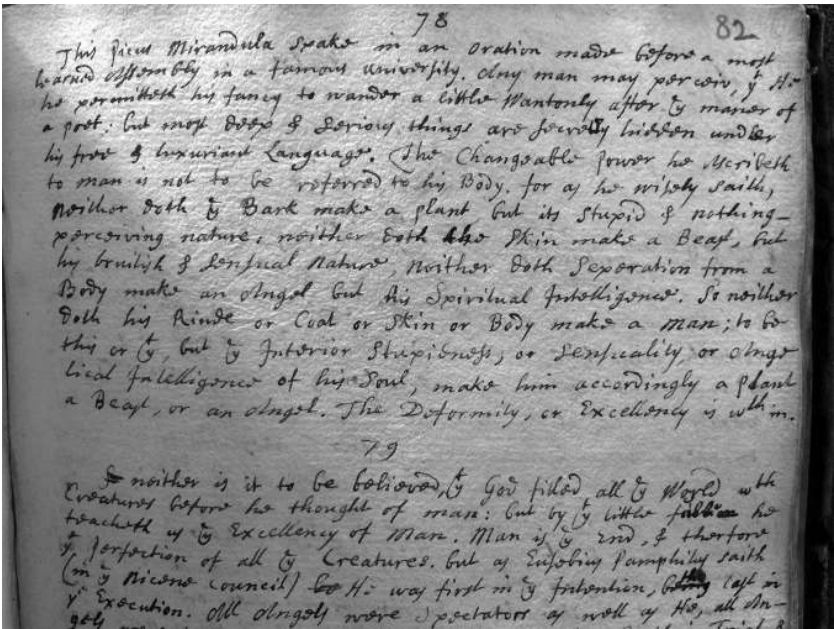 78
82
This Picus Mirandula Spake in an Oration made before a most
learned Assembly in a Famous University. Any man may perceiv, yt He
he permitteth his fancy to wander a little Wantonly after ye maner of
a Poet: but most deep & serious things are secretly hidden under
his free & luxuriant Language. The Changeable Power he Ascribeth
to man is not to be referred to his Body. for as he wisely saith,
Neither doth ye Bark make a Plant, but its Stupid & nothing-
perceiving nature: neither doth the Skin make a Beast, but
his bruitish & sensual Nature, neither doth Seperation from a
Body make an Angel but his Spiritual Intelligence. So neither
doth his Rinde or Coat or Skin or Body make a man; to be
this or yt, but ye Interior Stupidness, or Sensuality, or Ange
lical Intelligence of his Soul, make him accordingly a Plant
a Beast, or an Angel. The Deformity, or Excellency is wthin.
79
neither is it to be believed, yt God filled all ye World wth
Creatures before he thought of man: but by yt little he
teacheth us ye Excellency of Man. Man is ye End, & therfore
ye Perfection of all ye Creatures. but as Eusebius Pamphilus saith
(in ye Nicene Council) He was first in ye Intention, last in
ye Execution. All Angels were Spectators as well as He, all An-
gels